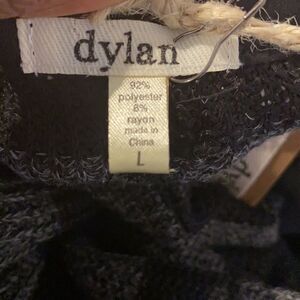 dylan
92%
polyester
8%
rayon
made in
China
L